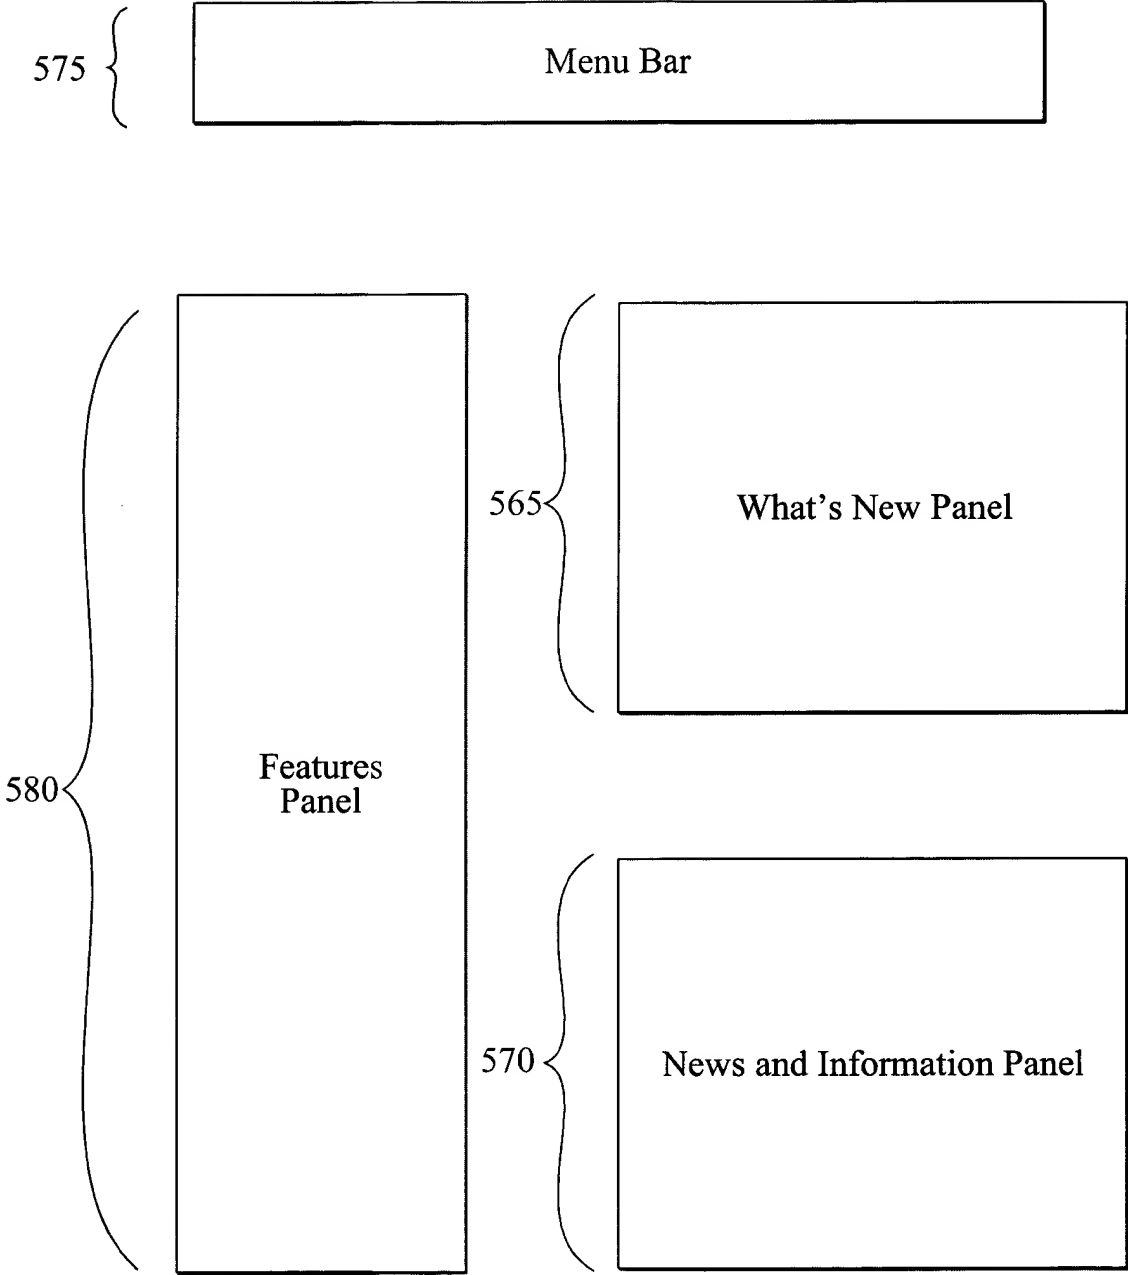 575
Menu Bar
580
Features
Panel
565
What's New Panel
570
News and Information Panel